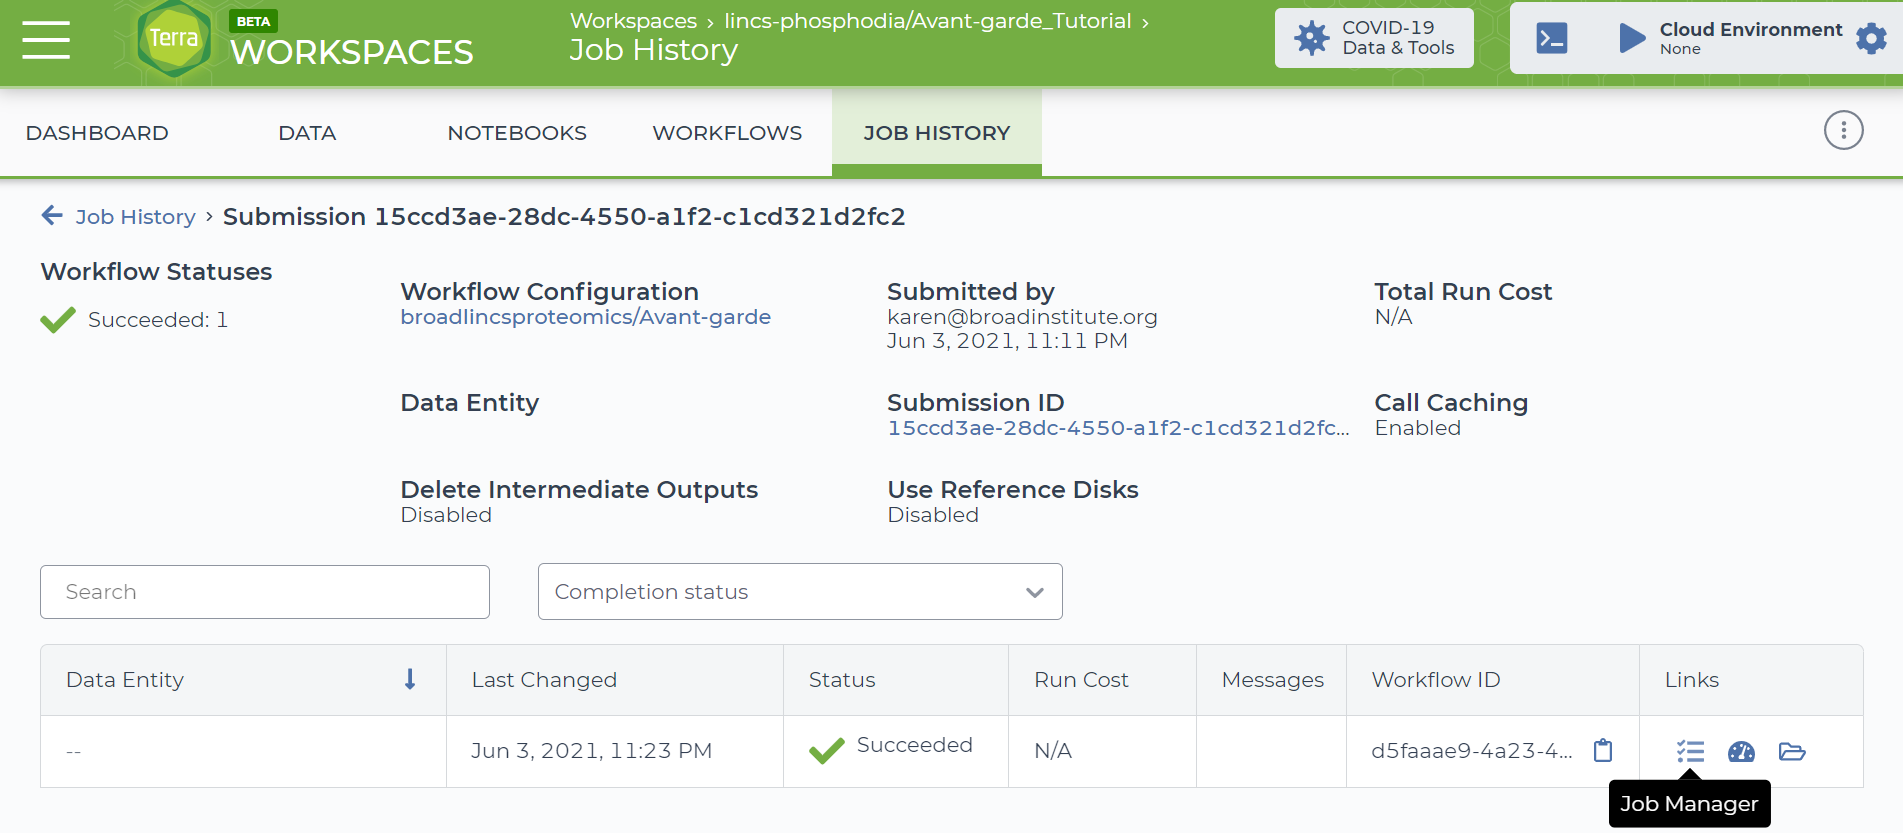 Terra
BETA
WORKSPACES
Workspaces › lincs-phosphodia/Avant-garde_Tutorial ›
Job History
COVID-19
Data & Tools
Cloud Environment
None
DASHBOARD DATA NOTEBOOKS WORKFLOWS JOB HISTORY
Job History › Submission 15ccd3ae-28dc-4550-a1f2-c1cd321d2fc2
Workflow Statuses
Succeeded: 1
Workflow Configuration
broadlincsproteomics/Avant-garde
Submitted by
karen@broadinstitute.org
Jun 3, 2021, 11:11 PM
Total Run Cost
N/A
Data Entity
Submission ID
15ccd3ae-28dc-4550-a1f2-c1cd321d2fc...
Call Caching
Enabled
Delete Intermediate Outputs
Disabled
Use Reference Disks
Disabled
Search
Completion status
Data Entity Last Changed Status Run Cost Messages Workflow ID Links
-- Jun 3, 2021, 11:23 PM Succeeded N/A d5faaae9-4a23-4...
Job Manager